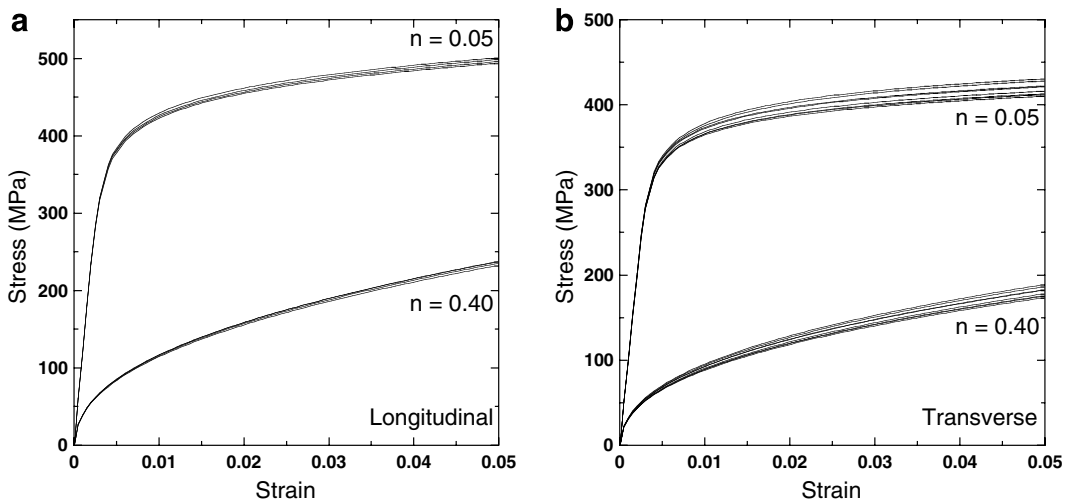 a
500
400
300
200
100
0
Stress (MPa)
n = 0.05
n = 0.40
Longitudinal
0 0.01 0.02 0.03 0.04 0.05
Strain
b
500
400
300
200
100
0
Stress (MPa)
n = 0.05
n = 0.40
Transverse
0 0.01 0.02 0.03 0.04 0.05
Strain